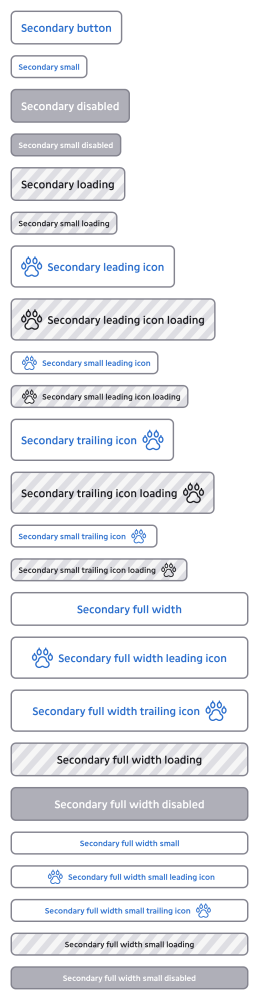 Secondary button
Secondary small
Secondary disabled
Secondary small disabled
Secondary loading
Secondary small loading
Secondary leading icon
Secondary leading icon loading
Secondary small leading icon
Secondary small leading icon loading
Secondary trailing icon
Secondary trailing icon loading
Secondary small trailing icon
Secondary small trailing icon loading
Secondary full width
Secondary full width leading icon
Secondary full width trailing icon
Secondary full width loading
Secondary full width disabled
Secondary full width small
Secondary full width small leading icon
Secondary full width small trailing icon
Secondary full width small loading
Secondary full width small disabled